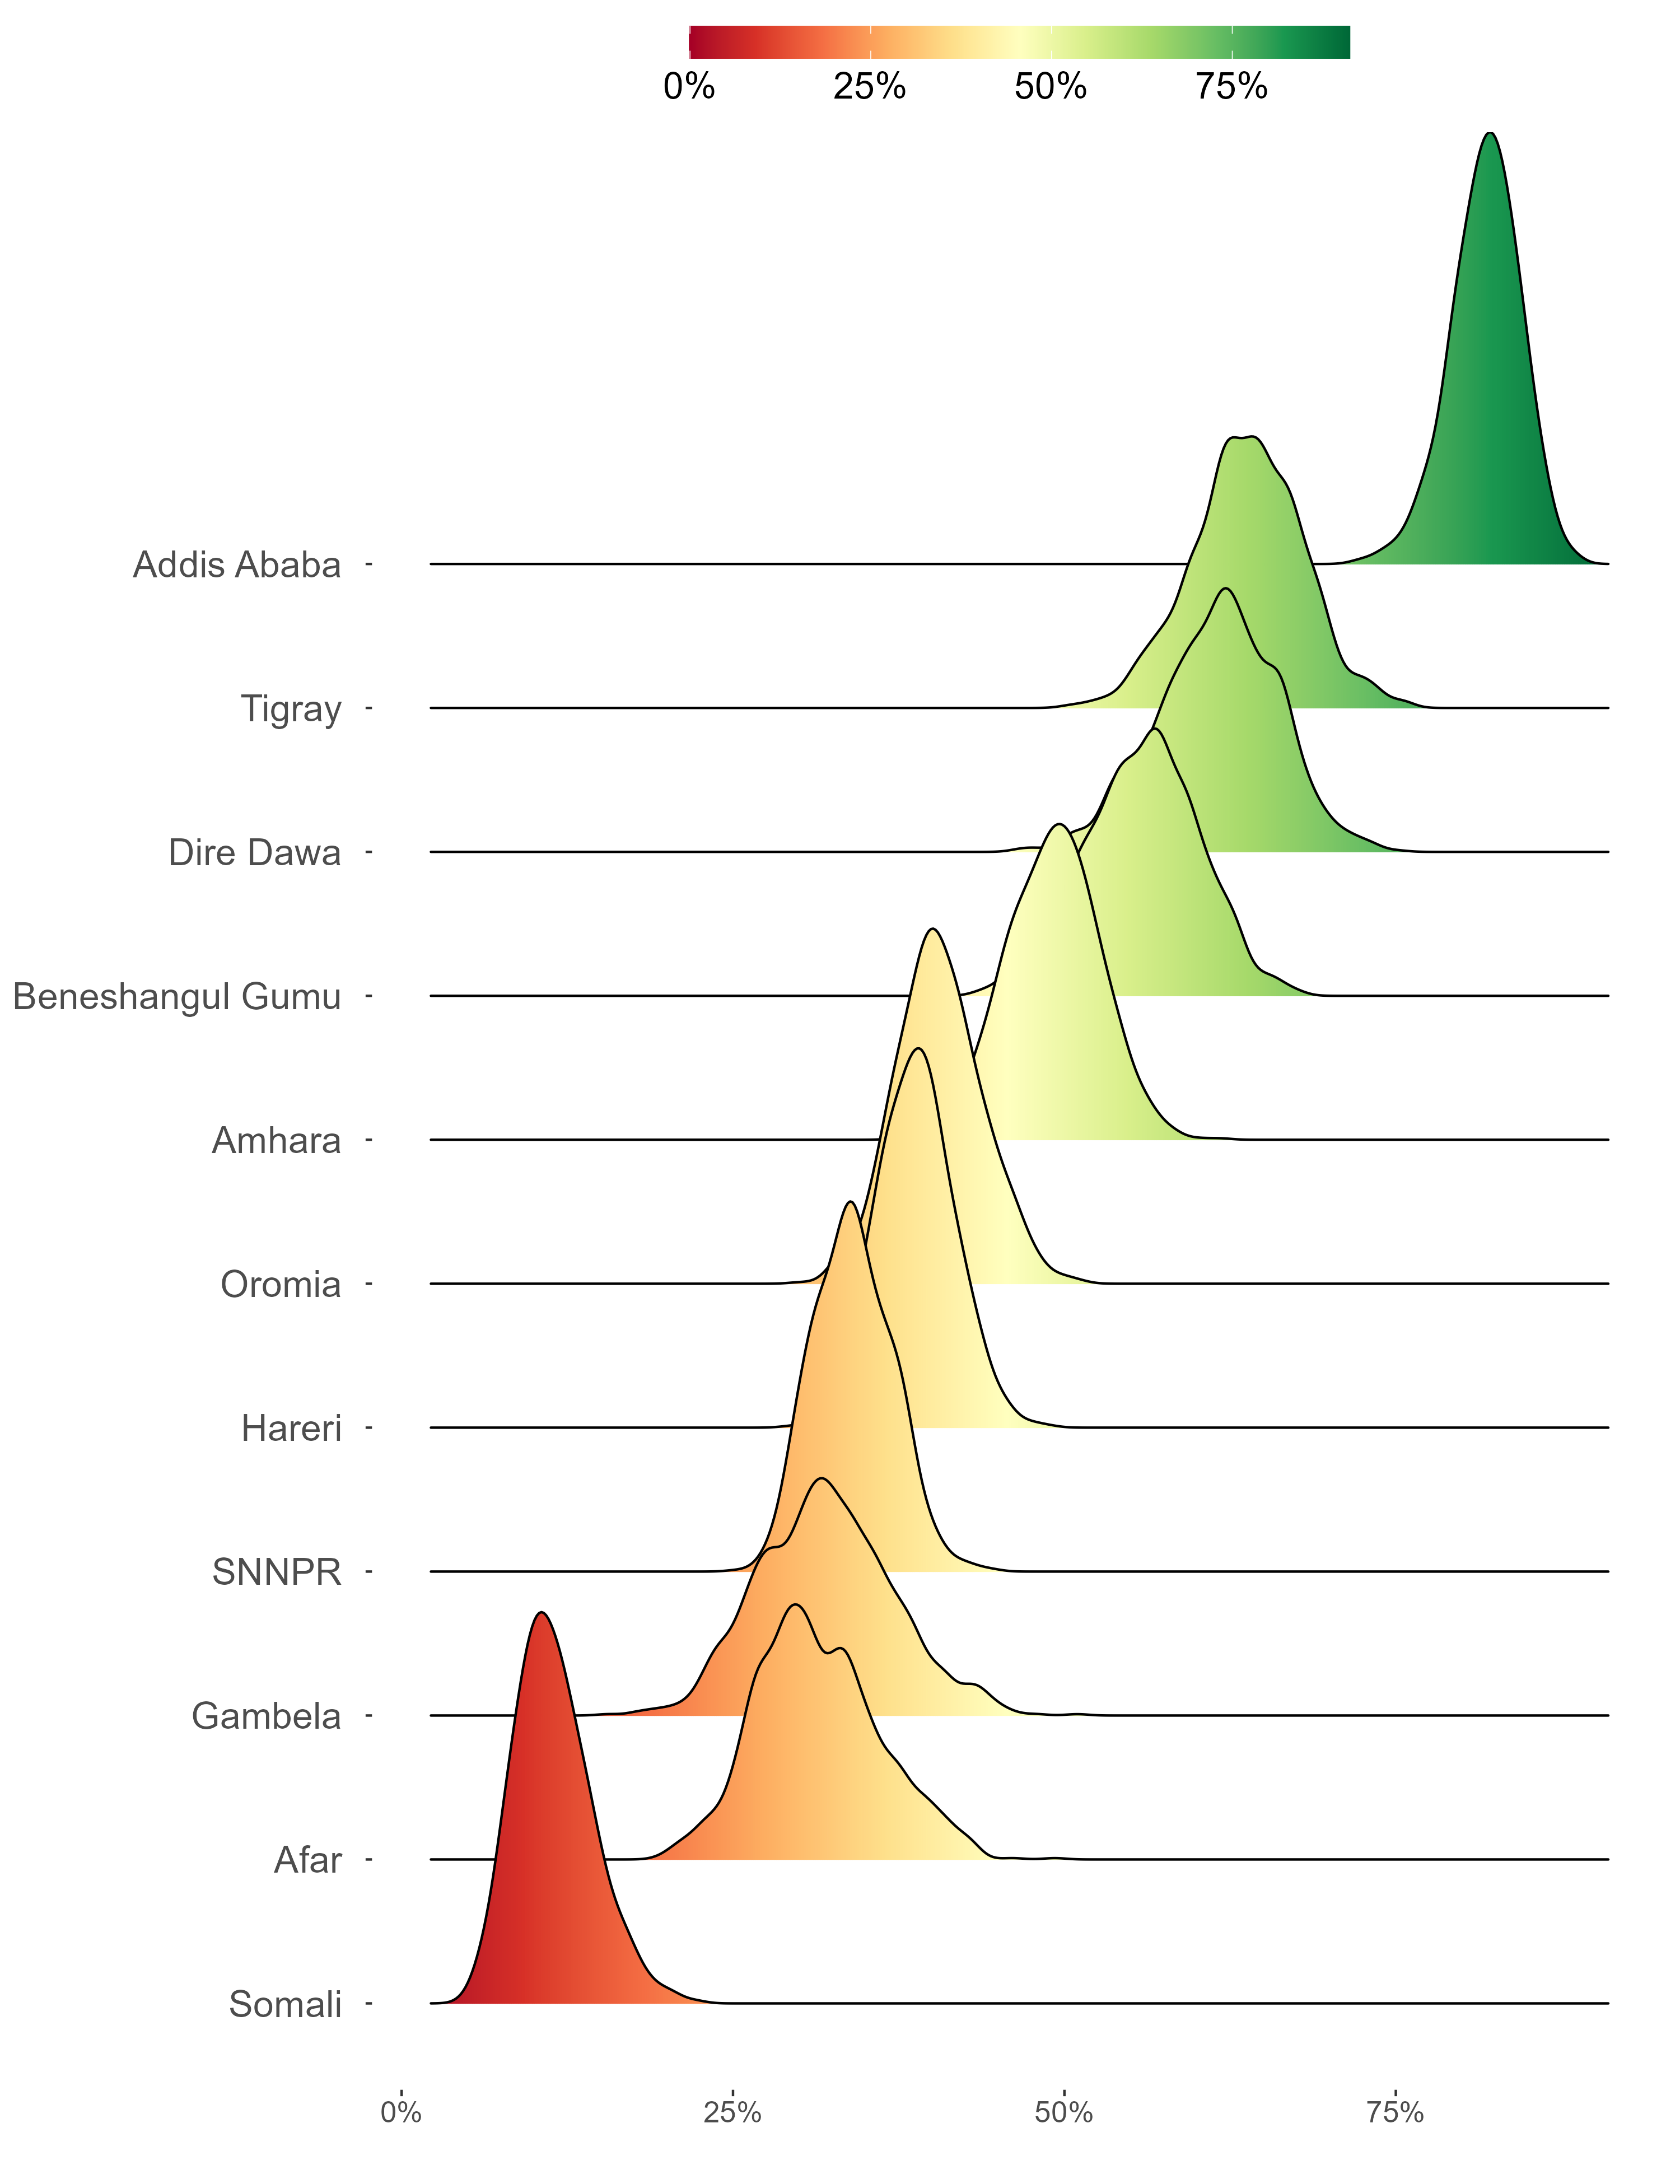 0% 25% 50% 75%
Addis Ababa
Tigray
Dire Dawa
Beneshangul Gumu
Amhara
Oromia
Hareri
SNNPR
Gambela
Afar
Somali
0% 25% 50% 75%